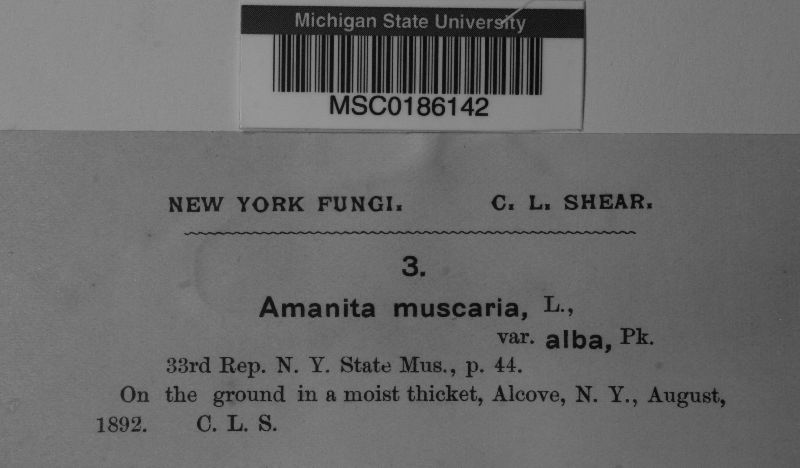 Michigan State University
MSC0186142
NEW YORK FUNGI. C. L. SHEAR.
3.
Amanita muscaria, L.,
var. alba, Pk.
33rd Rep. N. Y. State Mus., p. 44.
On the ground in a moist thicket, Alcove, N. Y., August,
1892. C. L. S.